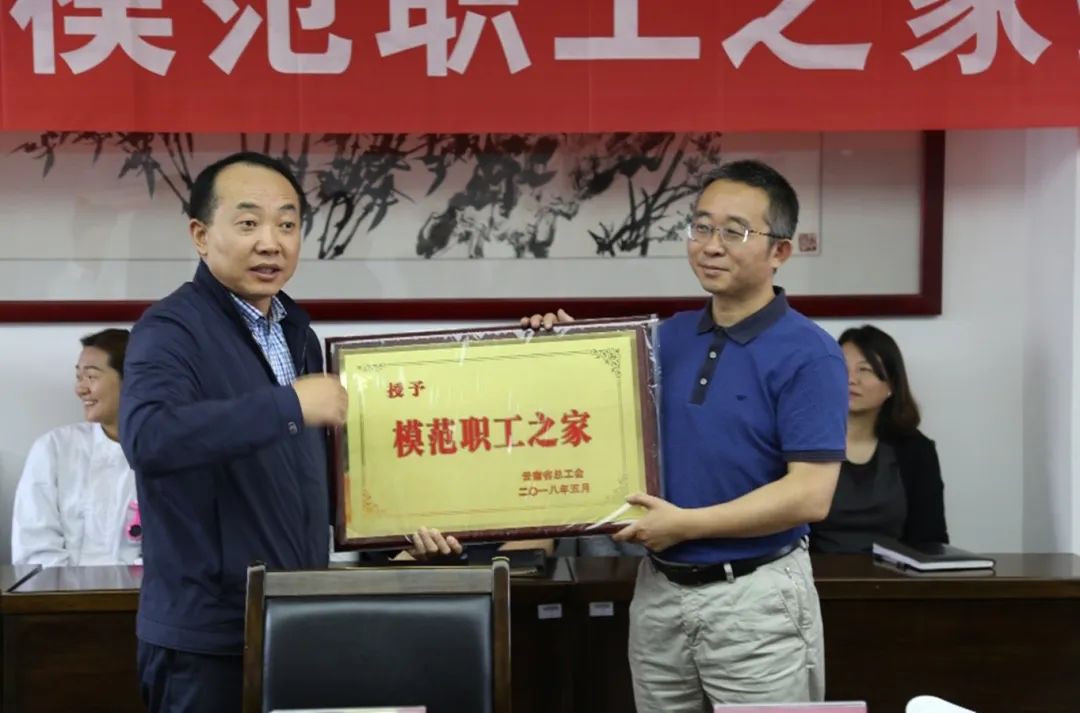 模范职工之家
授予
模范职工之家
云南省总工会
二〇一八年五月